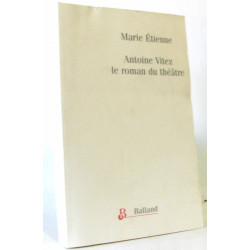 Marie Étienne
Antoine Vitez
le roman du théâtre
Balland